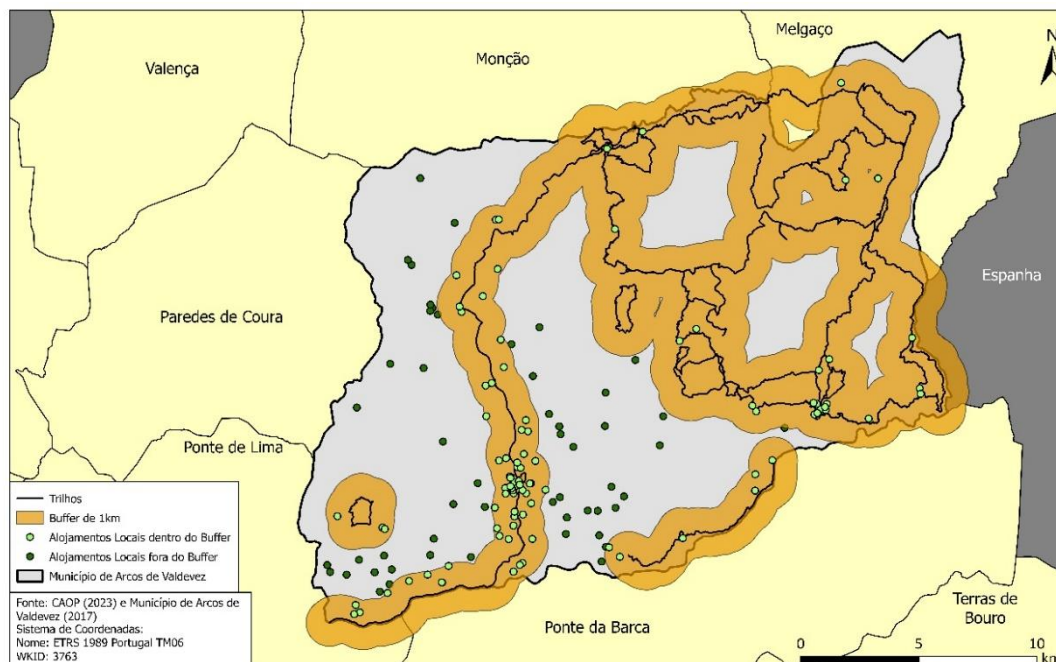 Melgaço
N
Monção
Valença
Espanha
Paredes de Coura
Ponte de Lima
Trilhos
Buffer de 1km
Alojamentos Locais dentro do Buffer
Alojamentos Locais fora do Buffer
Município de Arcos de Valdevez
Fonte: CAOP (2023) e Município de Arcos de
Valdevez (2017)
Sistema de Coordenadas:
Nome: ETRS 1989 Portugal TM06
WKID: 3763
Ponte da Barca
Terras de
Bouro
0 5 10
km